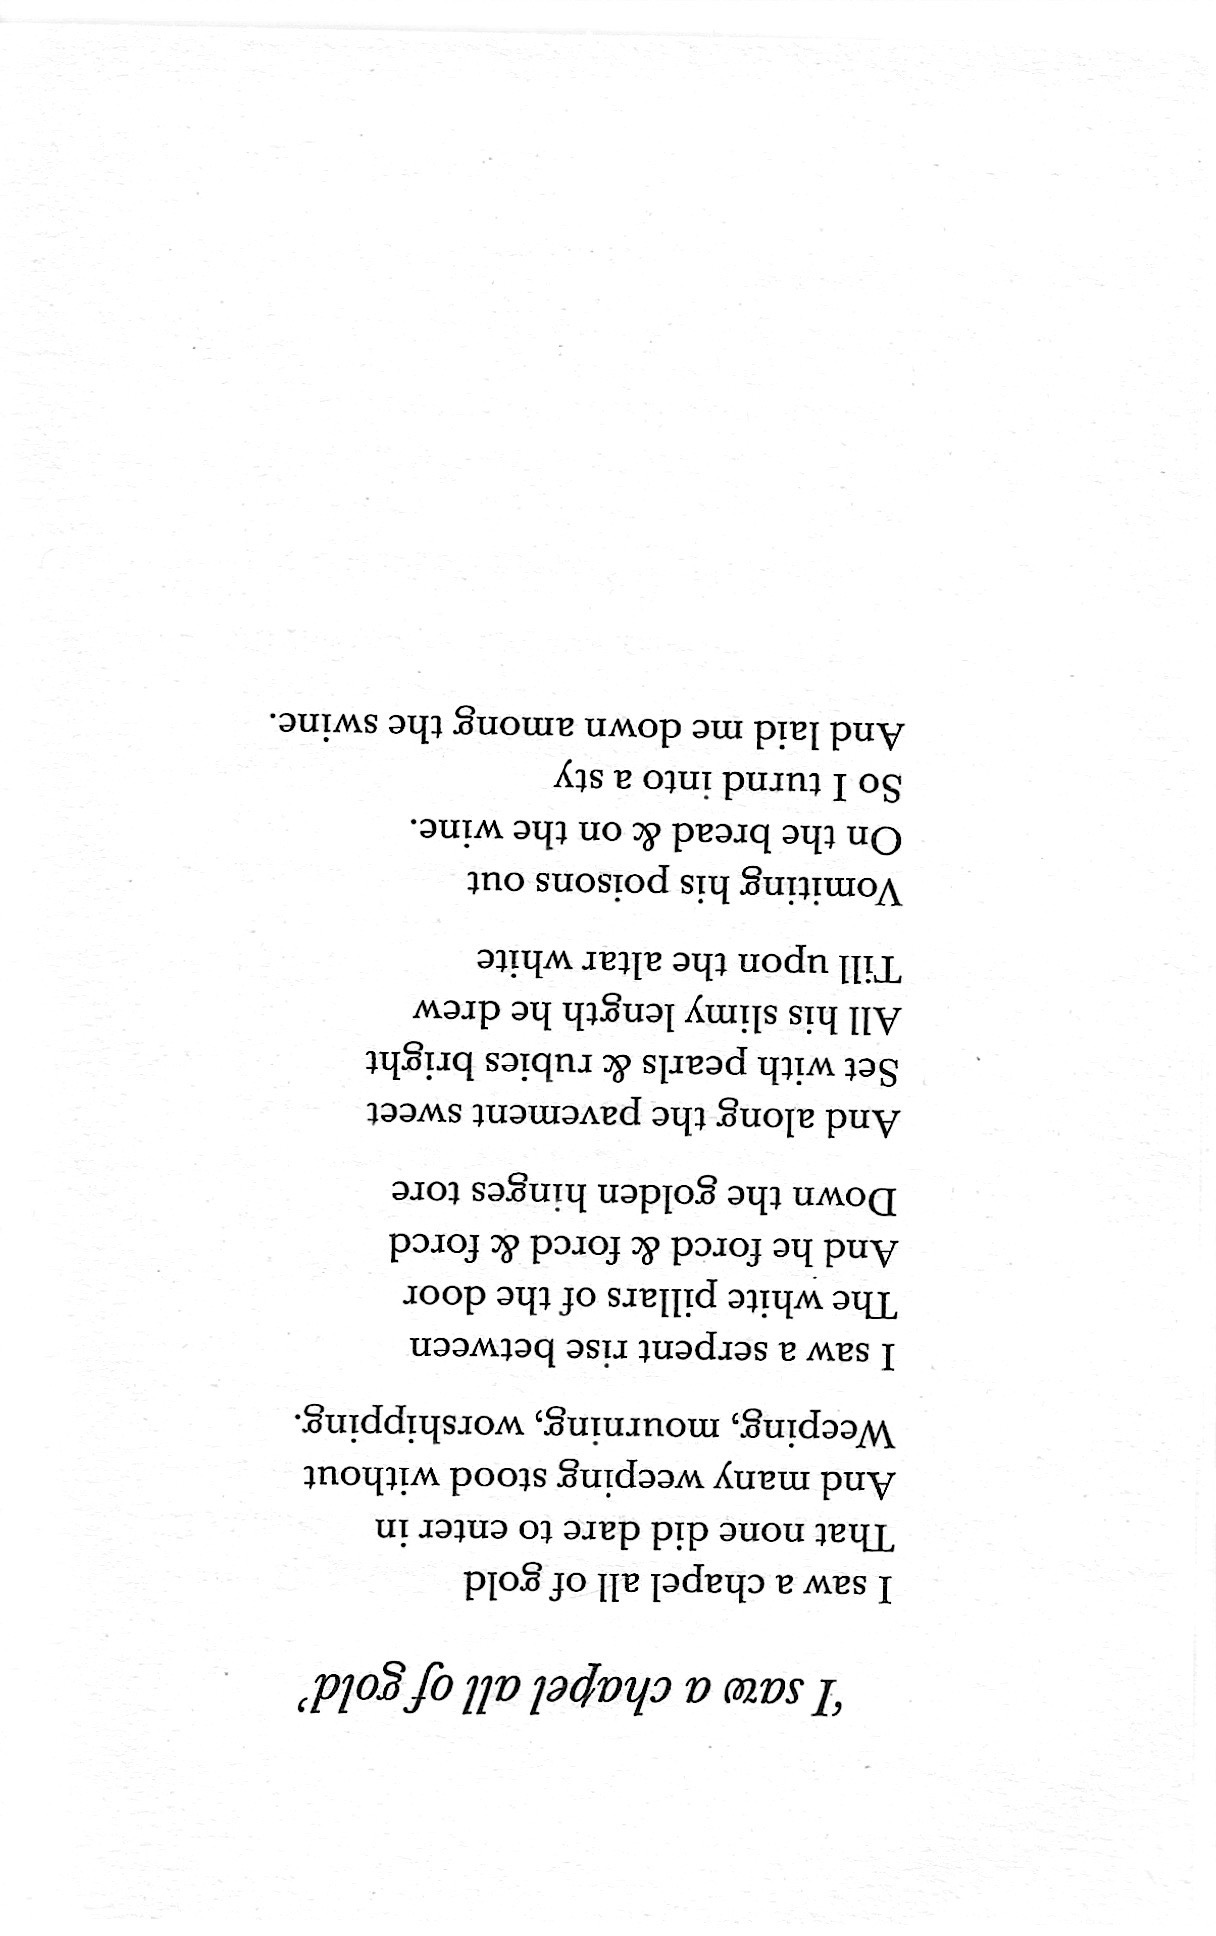 ‘I saw a chapel all of gold’
I saw a chapel all of gold
That none did dare to enter in
And many weeping stood without
Weeping, mourning, worshipping.
I saw a serpent rise between
The white pillars of the door
And he forcd & forcd & forcd
Down the golden hinges tore
And along the pavement sweet
Set with pearls & rubies bright
All his slimy length he drew
Till upon the altar white
Vomiting his poisons out
On the bread & on the wine.
So I turnd into a sty
And laid me down among the swine.